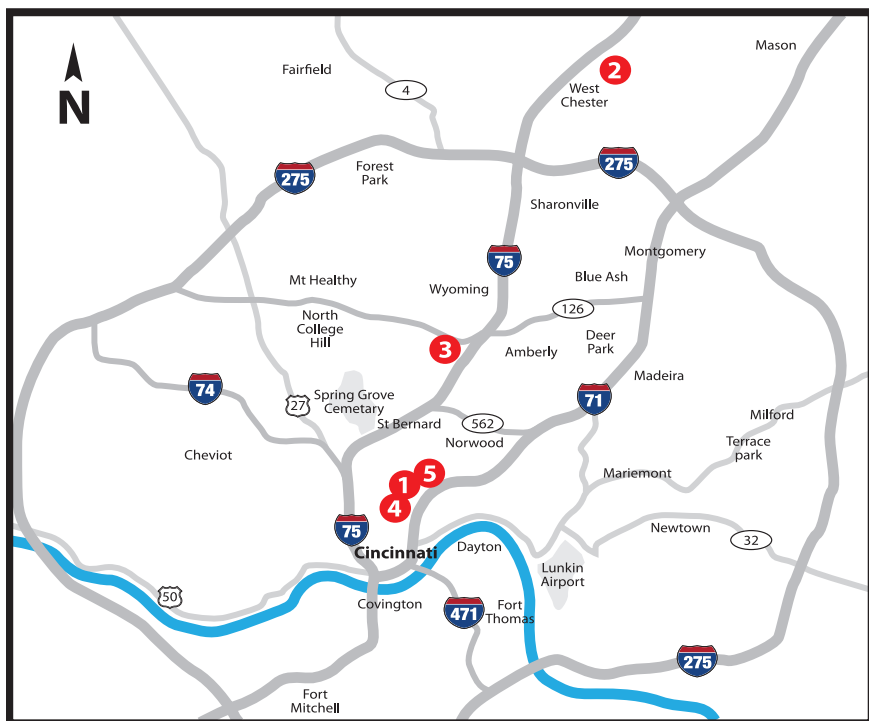 Mason
2
Fairfield
West
Chester
4
N
275
Forest
Park
275
Sharonville
Montgomery
75
Mt Healthy
Wyoming
Blue Ash
126
North
College
Hill
3
Amberly
Deer
Park
Madeira
74
71
27
Spring Grove
Cemetery
Milford
St Bernard
562
Norwood
Terrace
park
Cheviot
5
Mariemont
1
4
75
Newtown
32
Cincinnati
Dayton
Lunkin
Airport
50
Covington
471
Fort
Thomas
275
Fort
Mitchell